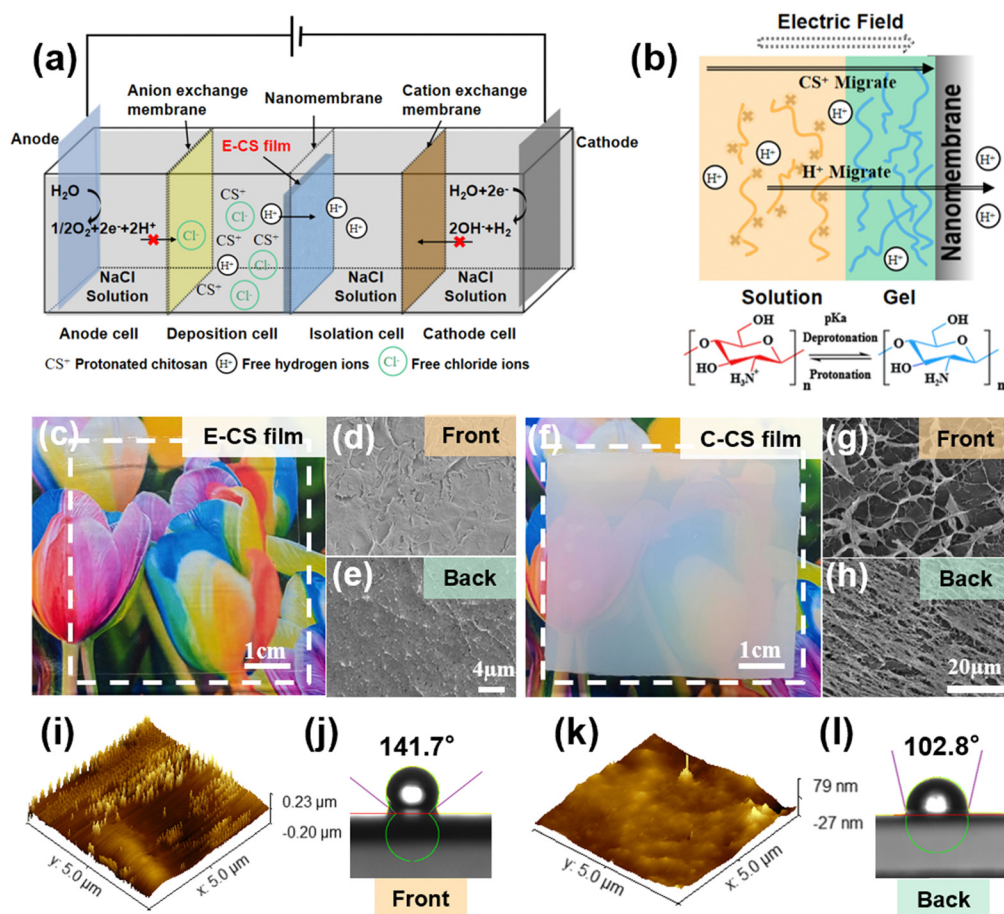 (a)
Anion exchange
membrane
Nanomembrane
Cation exchange
membrane
Anode
E-CS film
Cathode
H₂O
1/2O₂+2e⁻+2H⁺
Cl⁻
CS⁺
Cl⁻
H⁺
CS⁺
CS⁺
H⁺
Cl⁻
CS⁺
Cl⁻
H⁺
H⁺
H⁺
H₂O+2e⁻
2OH⁻+H₂
NaCl
Solution
NaCl
Solution
NaCl
Solution
Anode cell
Deposition cell
Isolation cell
Cathode cell
CS⁺ Protonated chitosan
H⁺ Free hydrogen ions
Cl⁻ Free chloride ions
(b)
Electric Field
CS⁺ Migrate
H⁺
H⁺
H⁺
H⁺ Migrate
H⁺
H⁺
H⁺
H⁺
Nanomembrane
Solution
Gel
OH
O
O
HO
H₃N⁺
n
pKa
Deprotonation
Protonation
OH
O
O
HO
H₂N
n
(c)
E-CS film
1cm
(d)
Front
(e)
Back
4μm
(f)
C-CS film
1cm
(g)
Front
(h)
Back
20μm
(i)
0.23 μm
-0.20 μm
y: 5.0 μm
x: 5.0 μm
(j)
141.7°
Front
(k)
79 nm
-27 nm
y: 5.0 μm
x: 5.0 μm
(l)
102.8°
Back